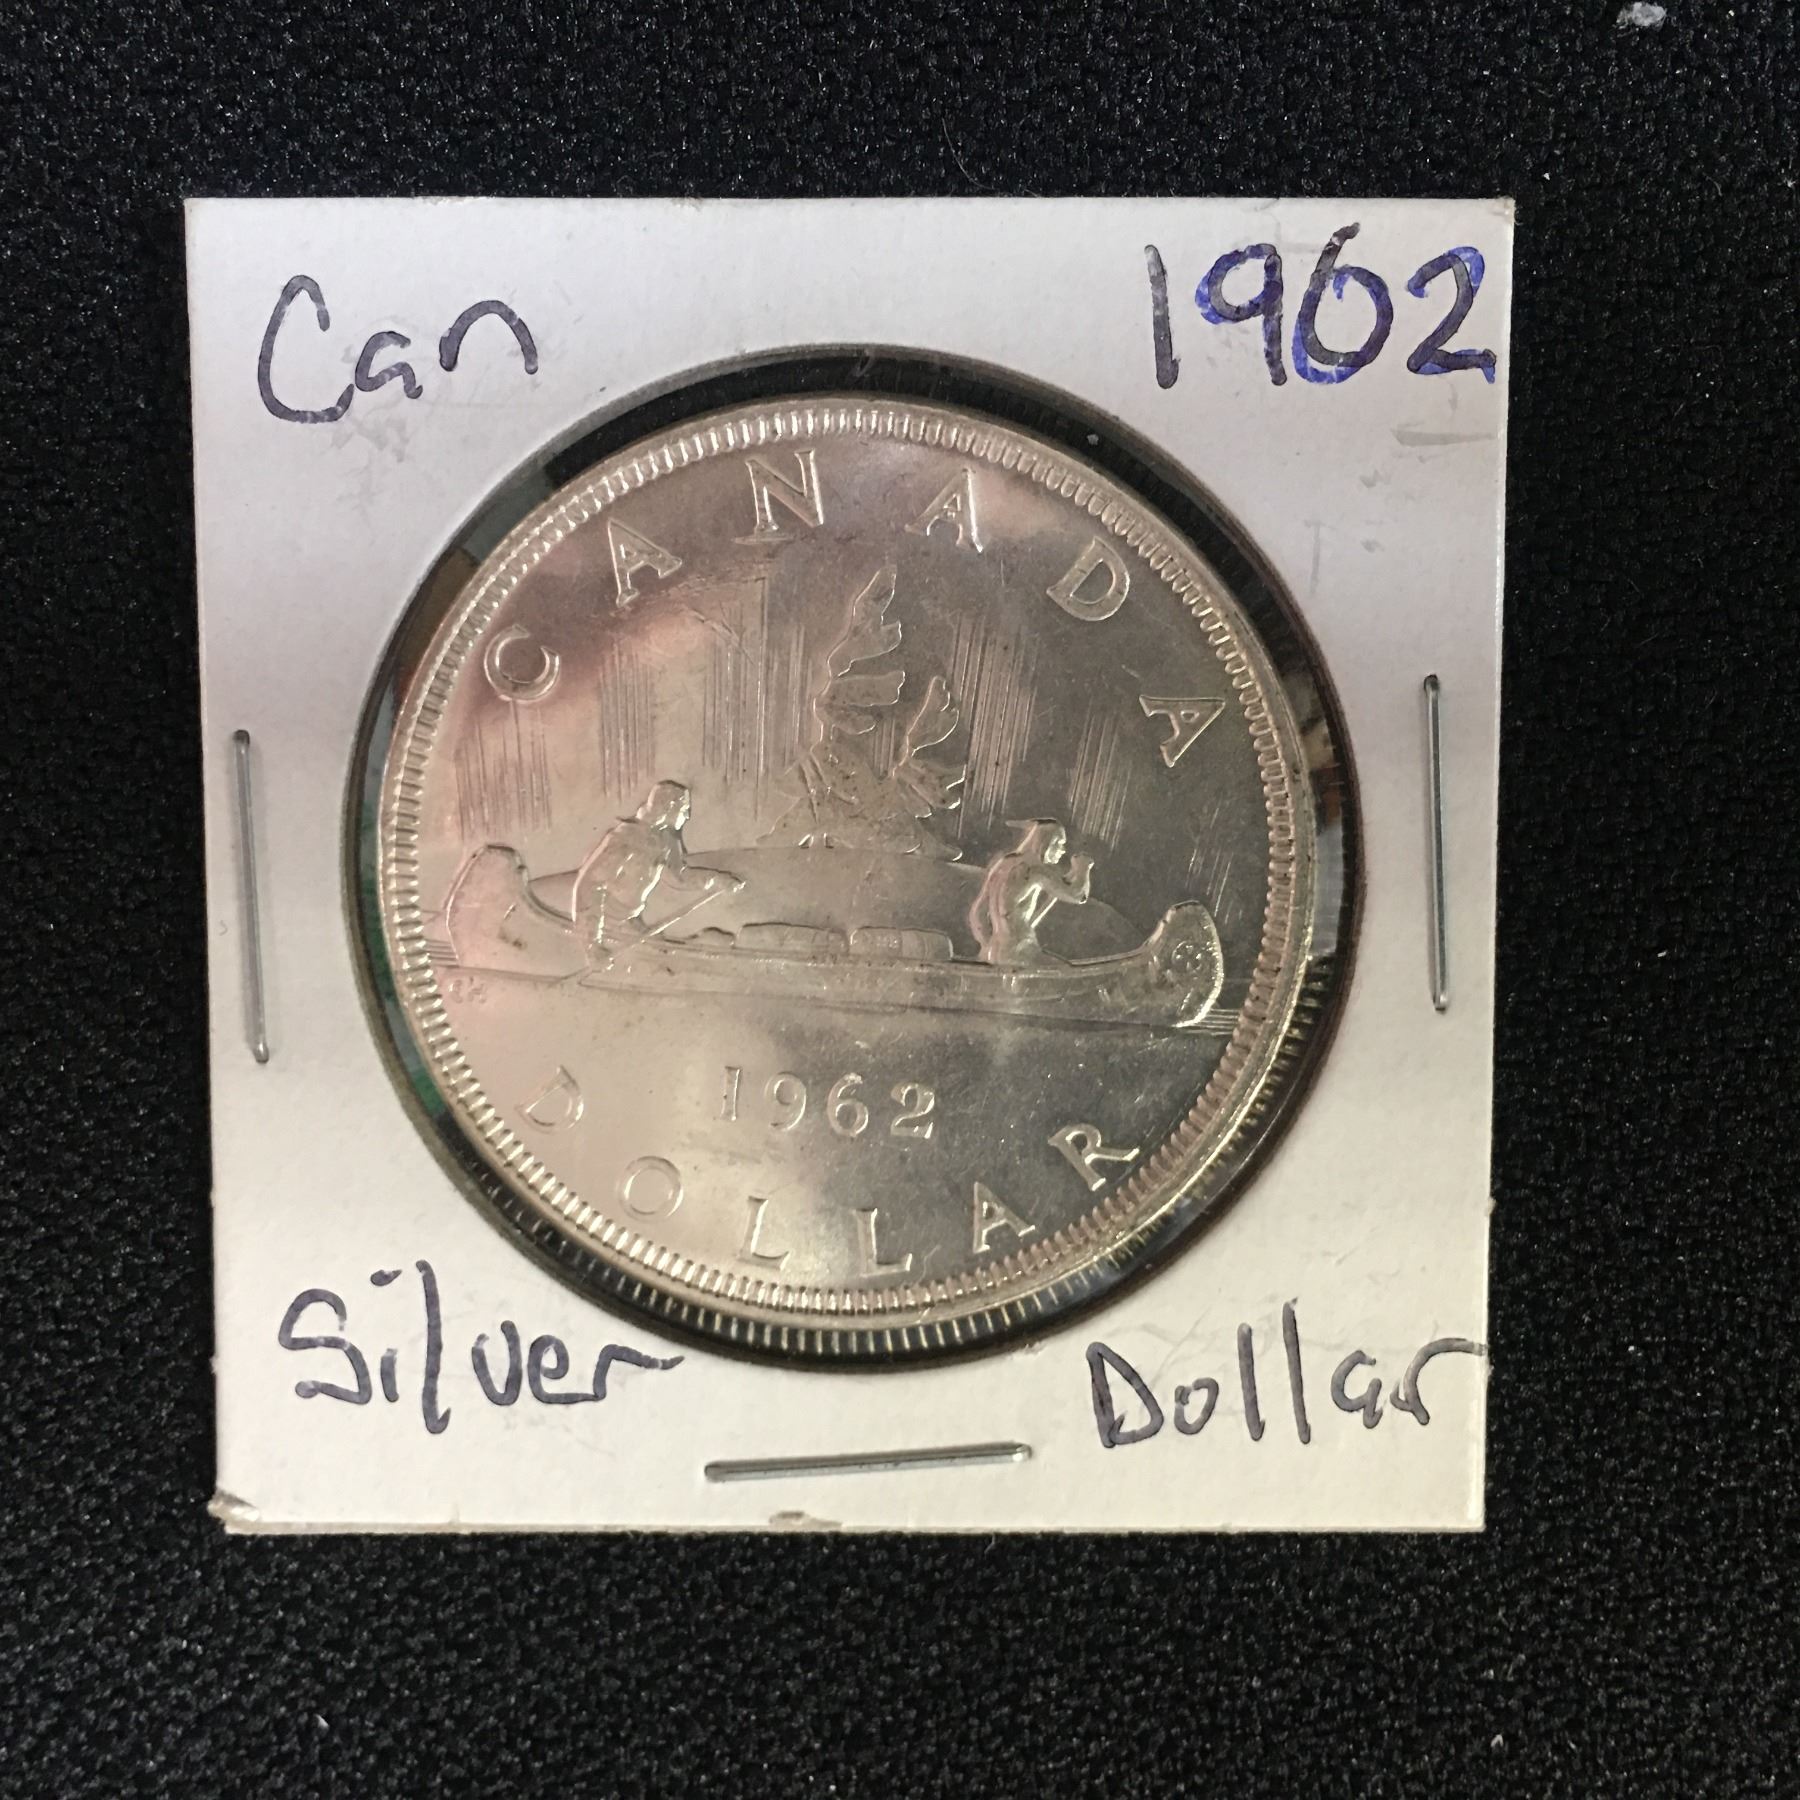 Can 1962
CANADA
1962
DOLLAR
Silver Dollar